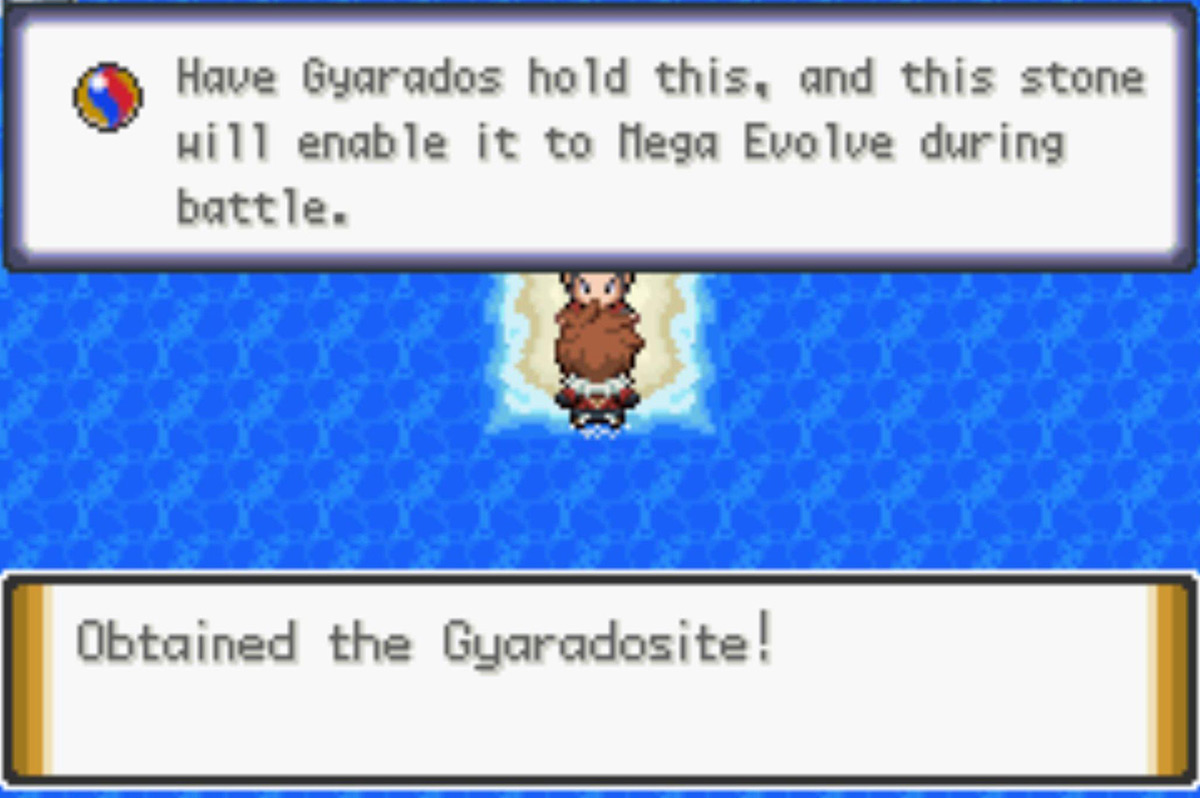 Have Gyarados hold this, and this stone
will enable it to Mega Evolve during
battle.
Obtained the Gyaradosite!